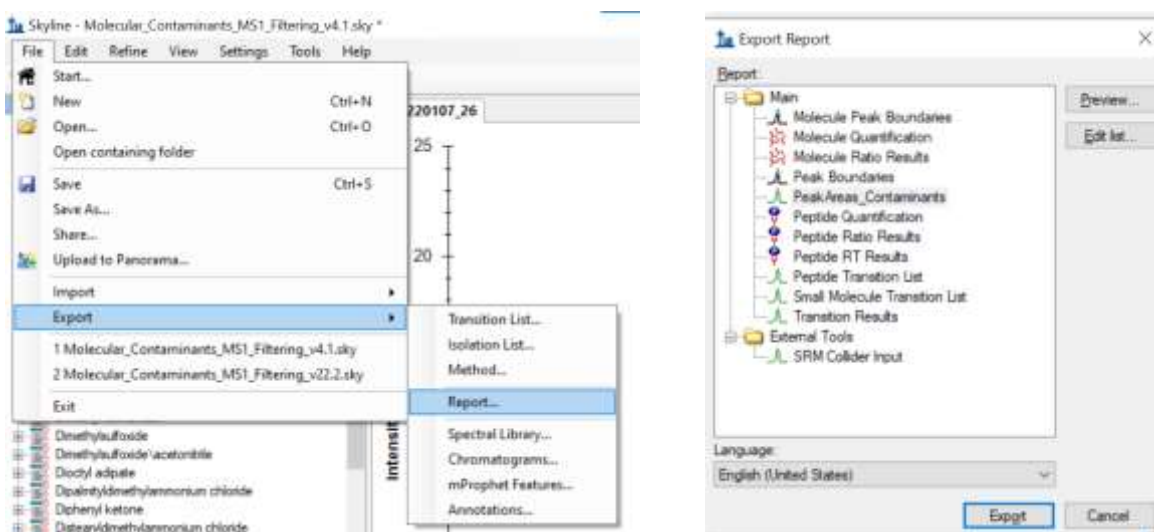 Skyline - Molecular_Contaminants_MS1_Filtering_v4.1.sky *
File Edit Refine View Settings Tools Help
Start...
New Ctrl+N
Open... Ctrl+O
Open containing folder
Save Ctrl+S
Save As...
Share...
Upload to Panorama...
Import
Export
1 Molecular_Contaminants_MS1_Filtering_v4.1.sky
2 Molecular_Contaminants_MS1_Filtering_v22.2.sky
Exit
Dimethylsulfoxide
Dimethylsulfoxide\acetonitrile
Dioctyl adipate
Dipalmityldimethylammonium chloride
Diphenyl ketone
Distearyldimethylammonium chloride
220107_26
25
20
Intensit
Transition List...
Isolation List...
Method...
Report...
Spectral Library...
Chromatograms...
mProphet Features...
Annotations...
Export Report
Report:
Main
Molecule Peak Boundaries
Molecule Quantification
Molecule Ratio Results
Peak Boundaries
PeakAreas_Contaminants
Peptide Quantification
Peptide Ratio Results
Peptide RT Results
Peptide Transition List
Small Molecule Transition List
Transition Results
External Tools
SRM Collider Input
Preview...
Edit list...
Language:
English (United States)
Export Cancel